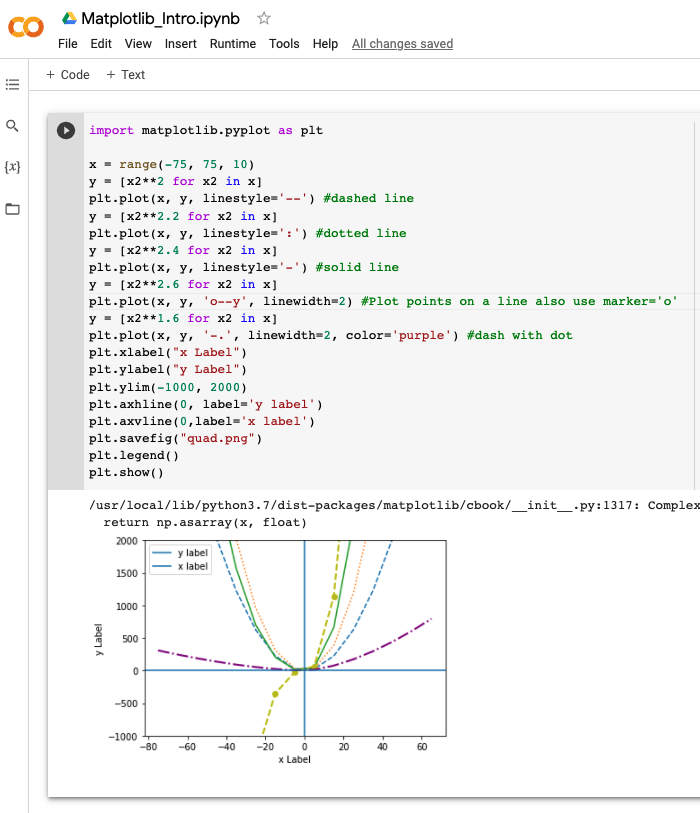 Matplotlib_Intro.ipynb
File Edit View Insert Runtime Tools Help All changes saved
+ Code + Text
{x}
import matplotlib.pyplot as plt
x = range(-75, 75, 10)
y = [x2**2 for x2 in x]
plt.plot(x, y, linestyle='--') #dashed line
y = [x2**2.2 for x2 in x]
plt.plot(x, y, linestyle=':') #dotted line
y = [x2**2.4 for x2 in x]
plt.plot(x, y, linestyle='-') #solid line
y = [x2**2.6 for x2 in x]
plt.plot(x, y, 'o--y', linewidth=2) #Plot points on a line also use marker='o'
y = [x2**1.6 for x2 in x]
plt.plot(x, y, '-.', linewidth=2, color='purple') #dash with dot
plt.xlabel("x Label")
plt.ylabel("y Label")
plt.ylim(-1000, 2000)
plt.axhline(0, label='y label')
plt.axvline(0,label='x label')
plt.savefig("quad.png")
plt.legend()
plt.show()
/usr/local/lib/python3.7/dist-packages/matplotlib/cbook/__init__.py:1317: Complex
return np.asarray(x, float)
2000
1500
1000
500
0
−500
−1000
y Label
y label
x label
−80 −60 −40 −20 0 20 40 60
x Label